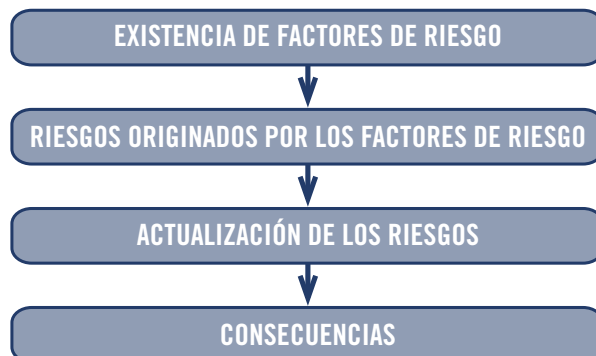 EXISTENCIA DE FACTORES DE RIESGO
RIESGOS ORIGINADOS POR LOS FACTORES DE RIESGO
ACTUALIZACIÓN DE LOS RIESGOS
CONSECUENCIAS